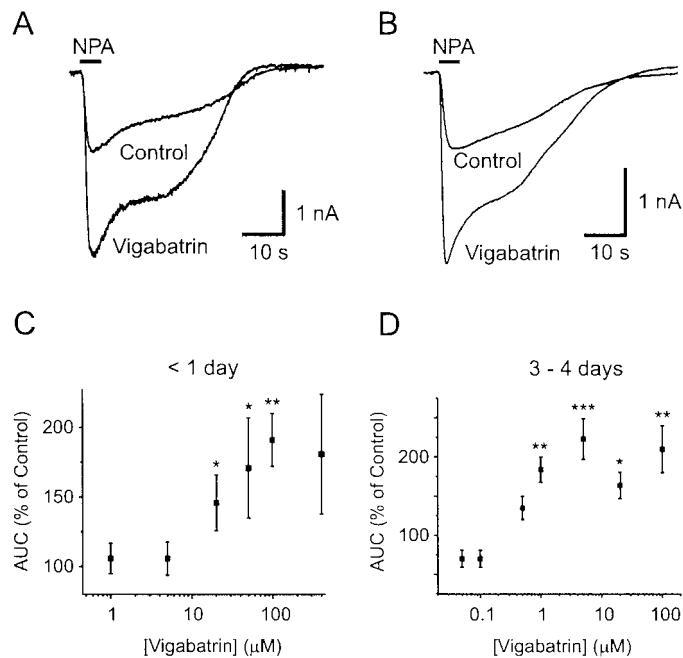 A
NPA
Control
Vigabatrin
1 nA
10 s
B
NPA
Control
Vigabatrin
1 nA
10 s
C
< 1 day
AUC (% of Control)
200
150
100
* * **
1 10 100
[Vigabatrin] (μM)
D
3 - 4 days
AUC (% of Control)
200
100
** *** * **
0.1 1 10 100
[Vigabatrin] (μM)